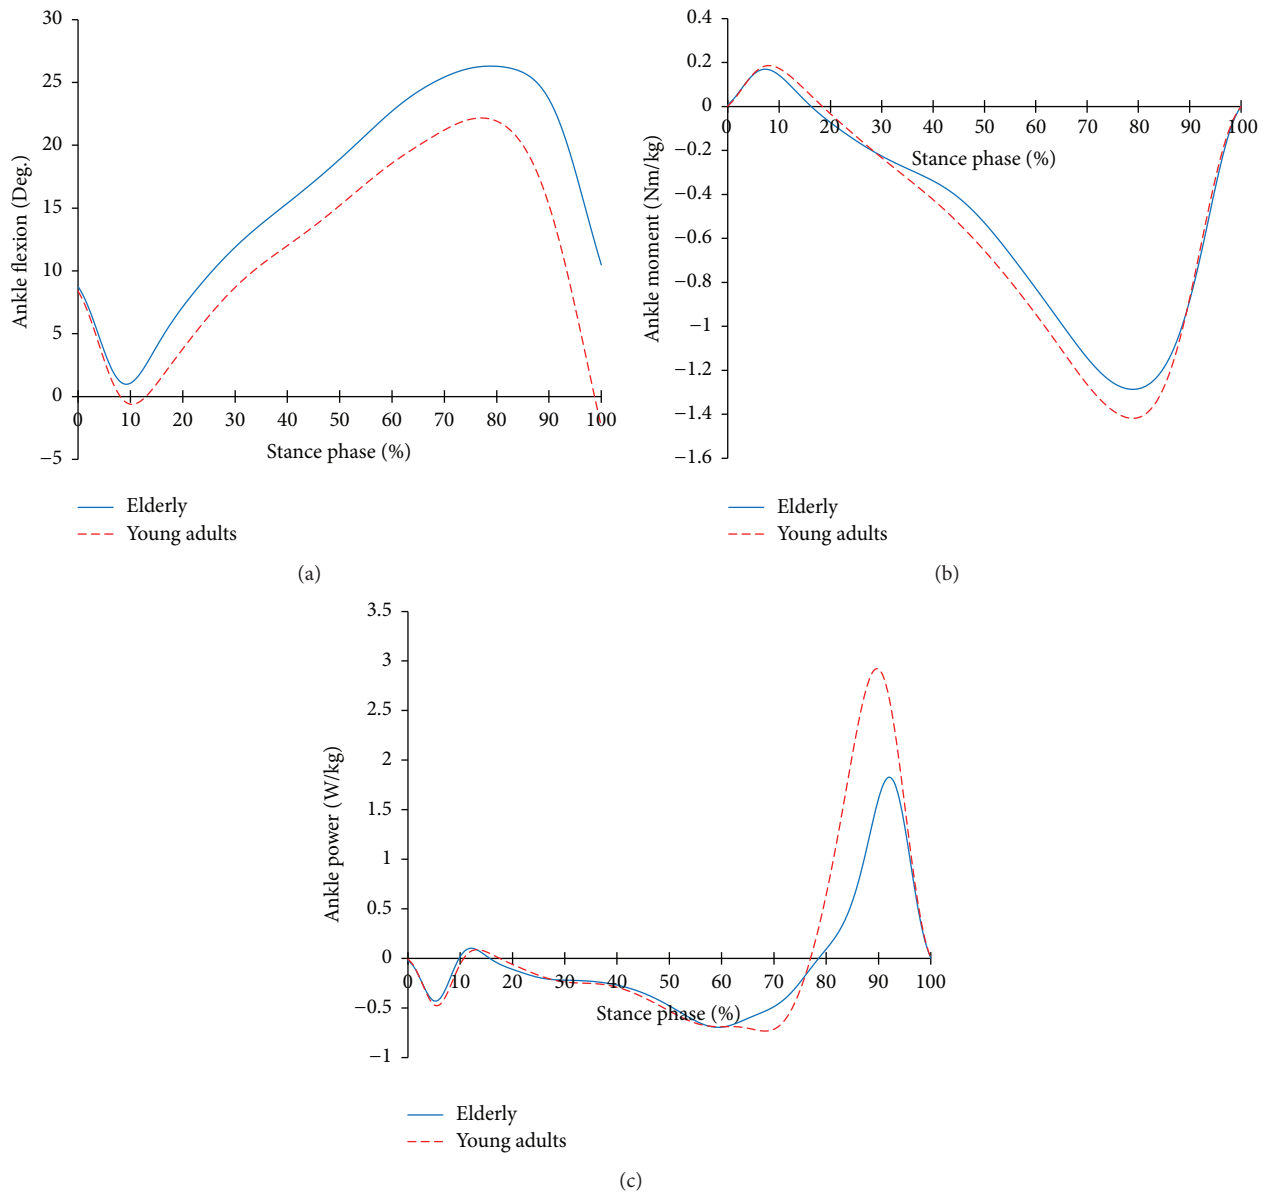 30
25
20
15
10
5
0
−5
Ankle flexion (Deg.)
0 10 20 30 40 50 60 70 80 90 100
Stance phase (%)
Elderly
Young adults
(a)
0.4
0.2
0
−0.2
−0.4
−0.6
−0.8
−1
−1.2
−1.4
−1.6
Ankle moment (Nm/kg)
0 10 20 30 40 50 60 70 80 90 100
Stance phase (%)
Elderly
Young adults
(b)
3.5
3
2.5
2
1.5
1
0.5
0
−0.5
−1
Ankle power (W/kg)
0 10 20 30 40 50 60 70 80 90 100
Stance phase (%)
Elderly
Young adults
(c)